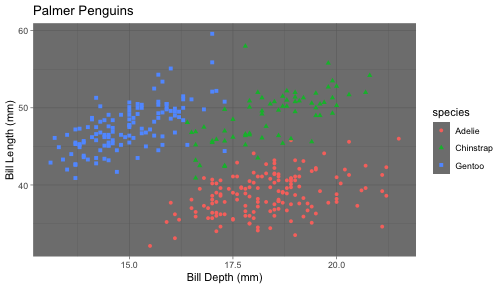 Palmer Penguins
60
50
40
Bill Length (mm)
15.0 17.5 20.0
Bill Depth (mm)
species
Adelie
Chinstrap
Gentoo